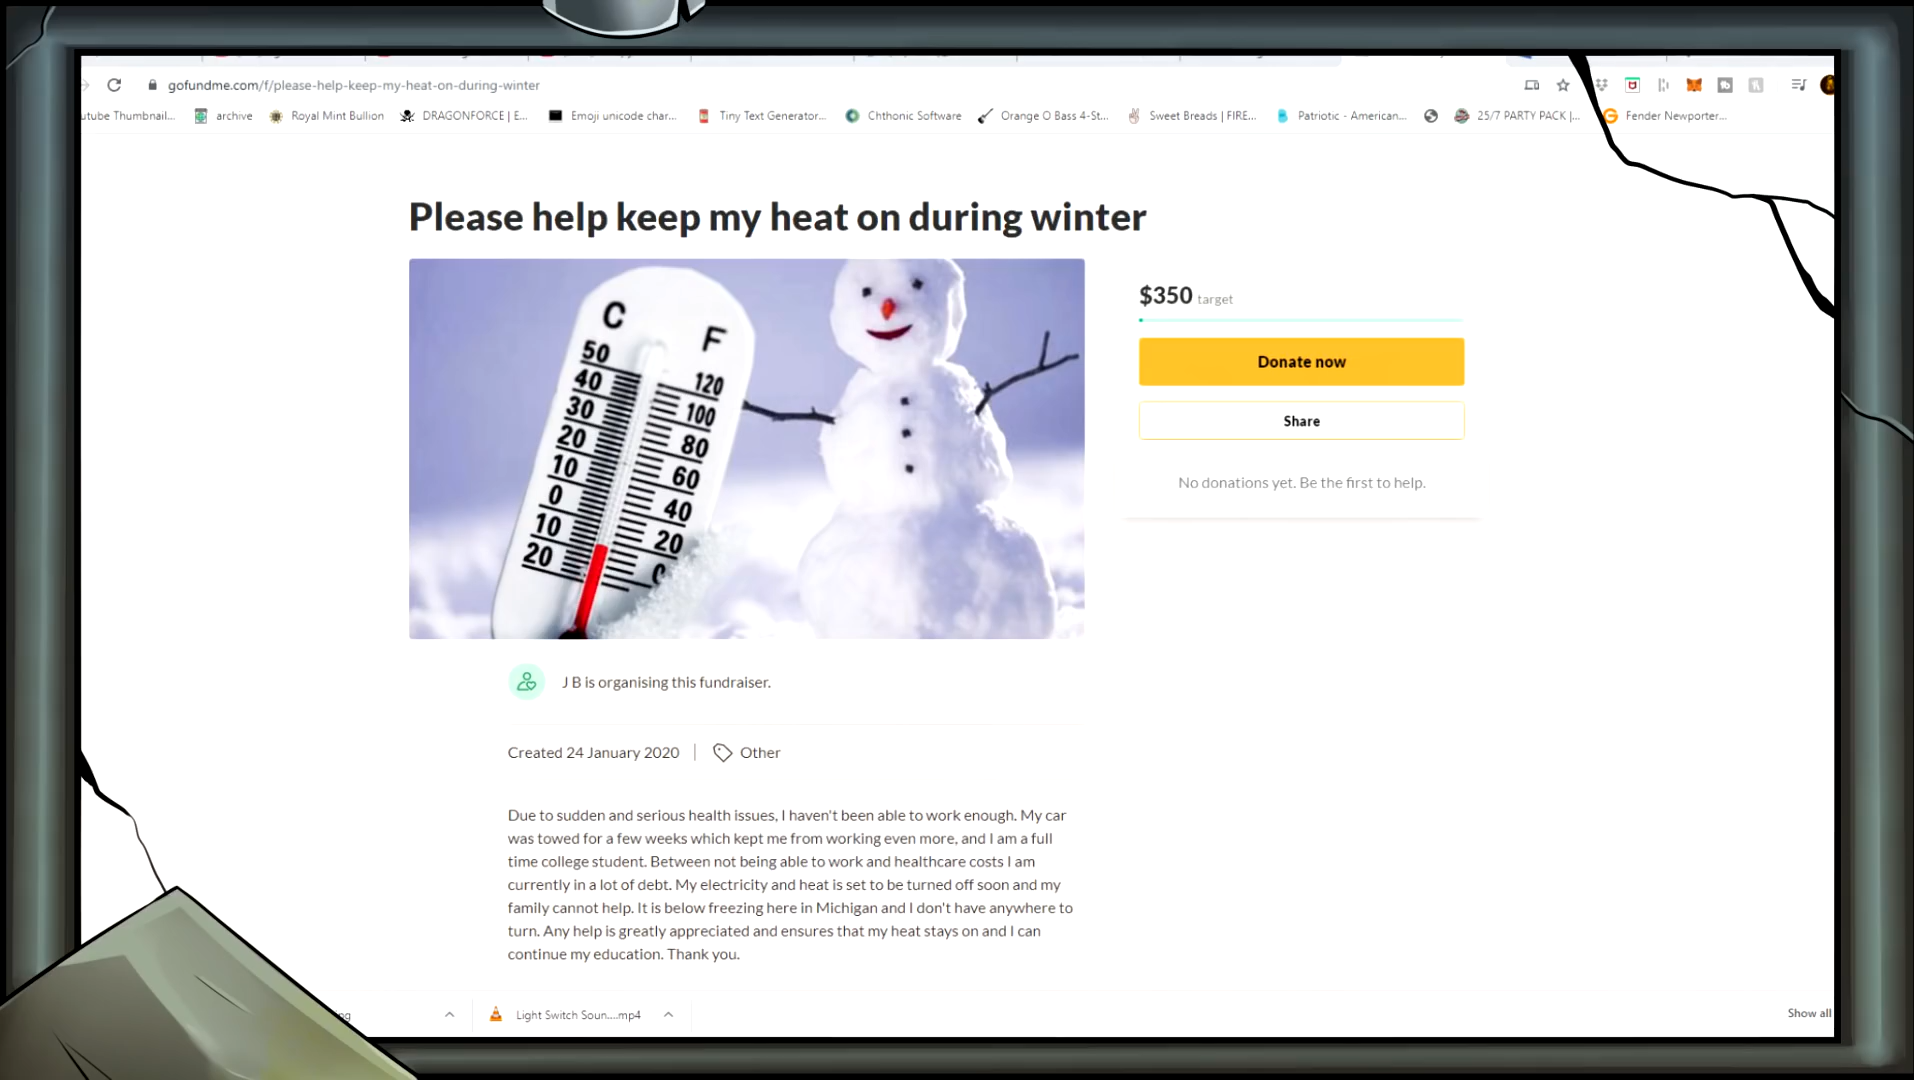 gofundme.com/f/please-help-keep-my-heat-on-during-winter
utube Thumbnail... archive Royal Mint Bullion DRAGONFORCE | E... Emoji unicode char... Tiny Text Generator... Chthonic Software Orange O Bass 4-St... Sweet Breads | FIRE... Patriotic - American... 25/7 PARTY PACK |... Fender Newporter...
Please help keep my heat on during winter
C F
50
40 120
30 100
20 80
10 60
0 40
10 20
20 0
$350 target
Donate now
Share
No donations yet. Be the first to help.
J B is organising this fundraiser.
Created 24 January 2020 | Other
Due to sudden and serious health issues, I haven't been able to work enough. My car
was towed for a few weeks which kept me from working even more, and I am a full
time college student. Between not being able to work and healthcare costs I am
currently in a lot of debt. My electricity and heat is set to be turned off soon and my
family cannot help. It is below freezing here in Michigan and I don't have anywhere to
turn. Any help is greatly appreciated and ensures that my heat stays on and I can
continue my education. Thank you.
Light Switch Soun....mp4
Show all